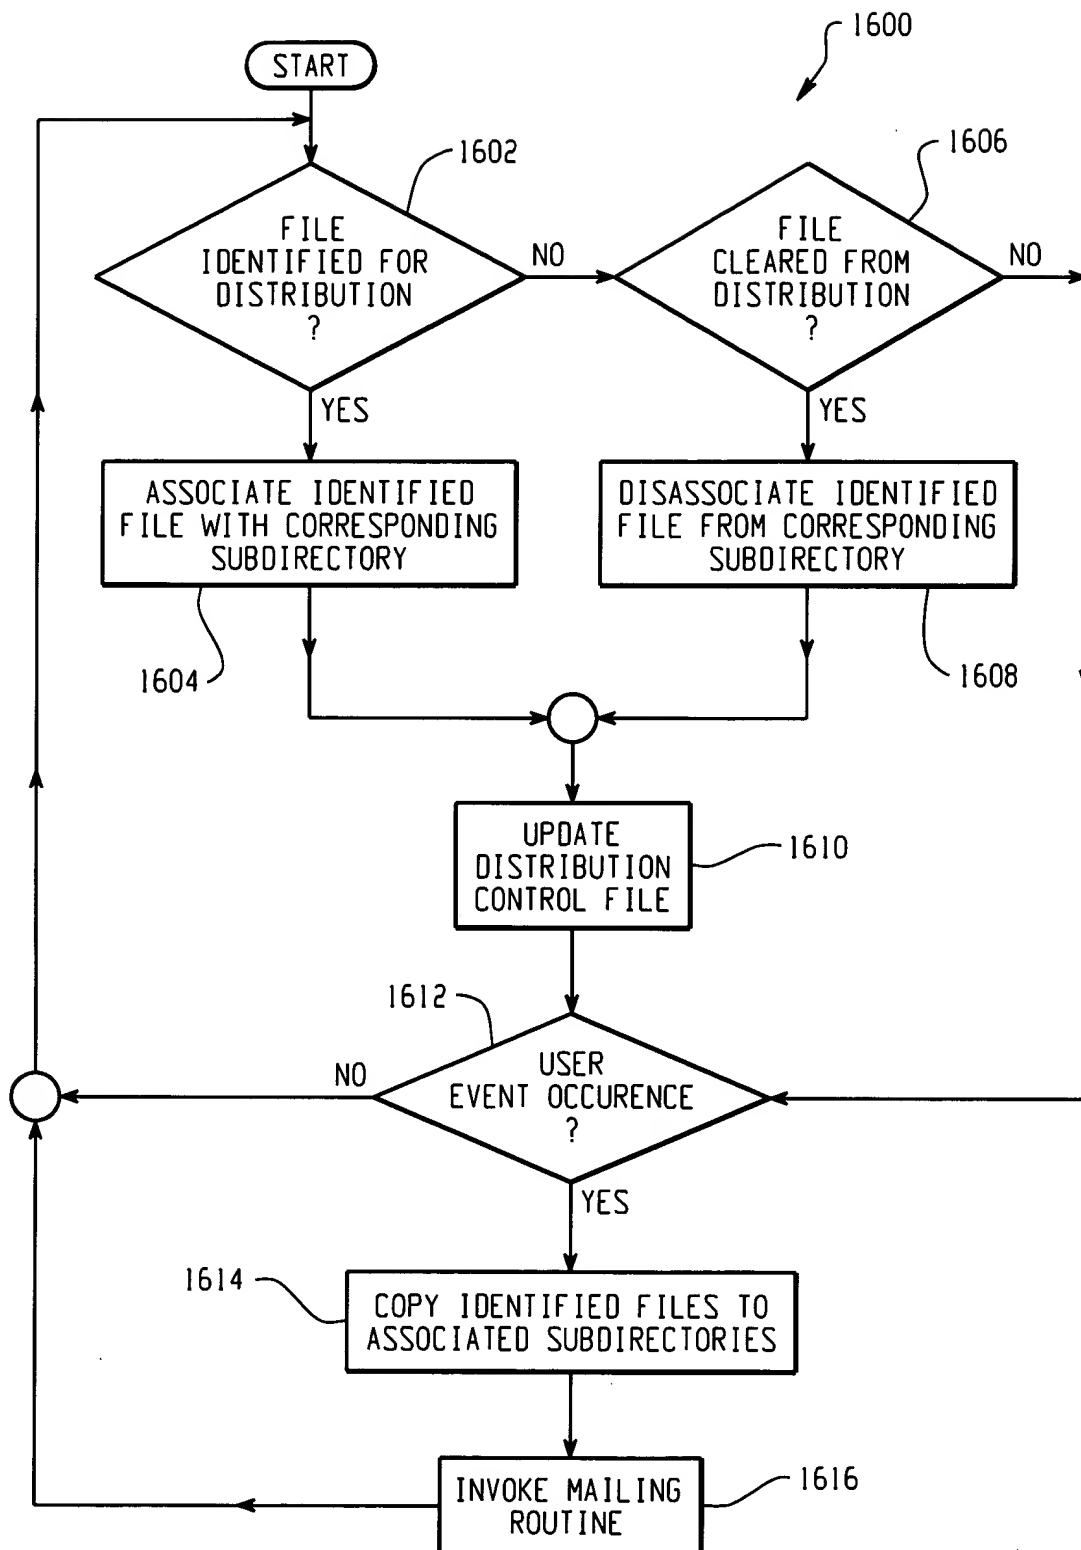 1600
START
1602
1606
FILE
IDENTIFIED FOR
DISTRIBUTION
?
NO
FILE
CLEARED FROM
DISTRIBUTION
?
NO
YES
YES
ASSOCIATE IDENTIFIED
FILE WITH CORRESPONDING
SUBDIRECTORY
DISASSOCIATE IDENTIFIED
FILE FROM CORRESPONDING
SUBDIRECTORY
1604
1608
UPDATE
DISTRIBUTION
CONTROL FILE
1610
1612
USER
EVENT OCCURENCE
?
NO
YES
1614
COPY IDENTIFIED FILES TO
ASSOCIATED SUBDIRECTORIES
INVOKE MAILING
ROUTINE
1616